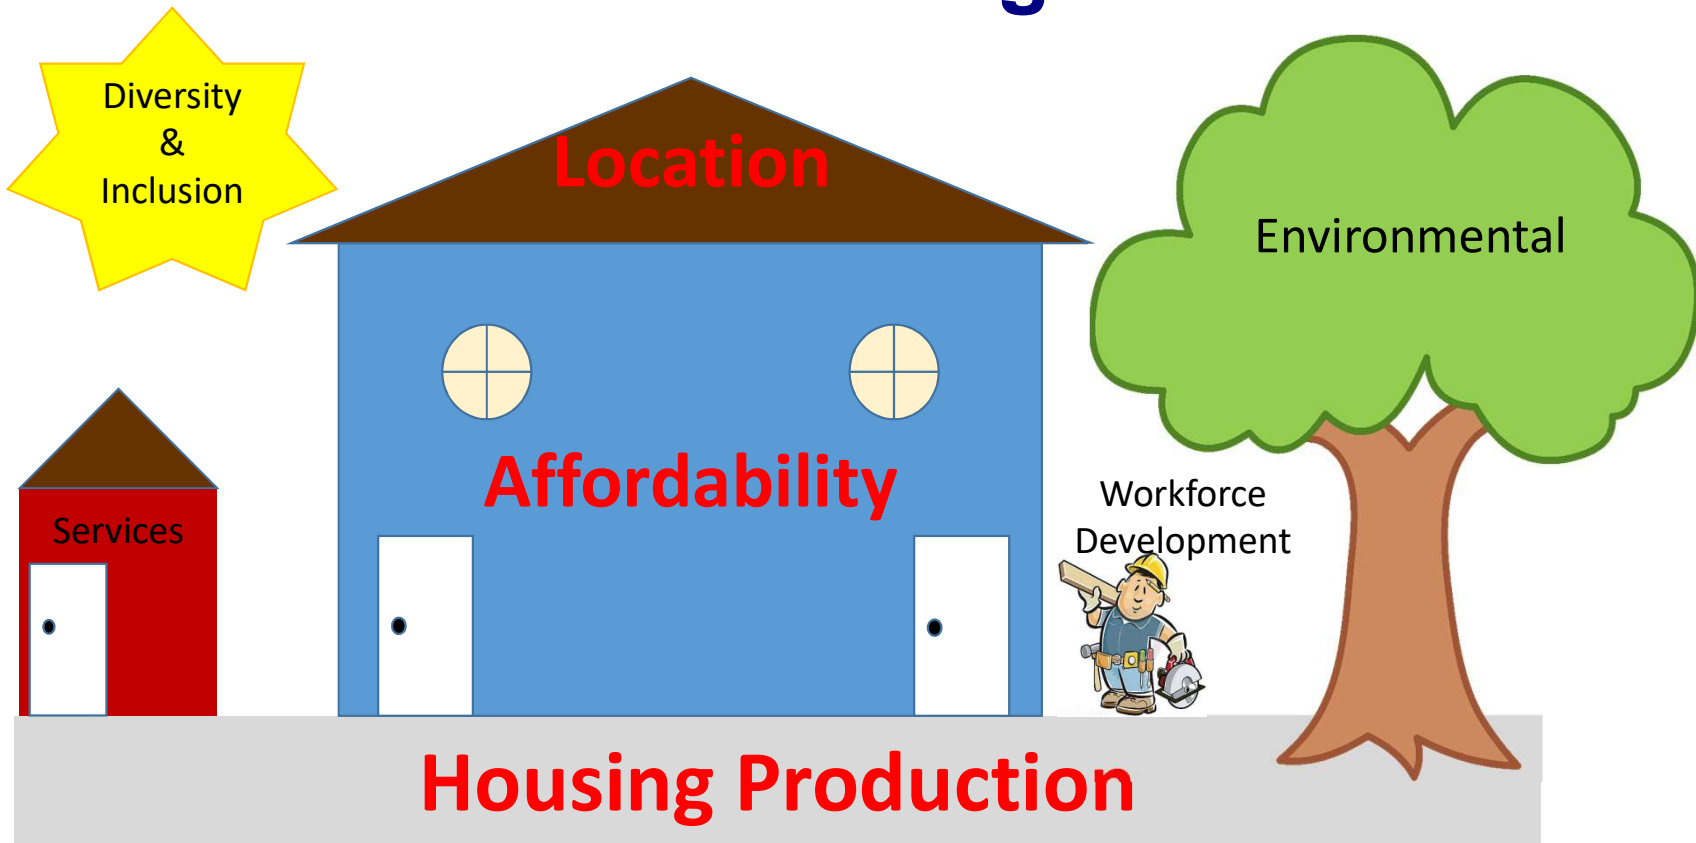 Diversity
&
Inclusion
Location
Environmental
Affordability
Services
Workforce
Development
Housing Production